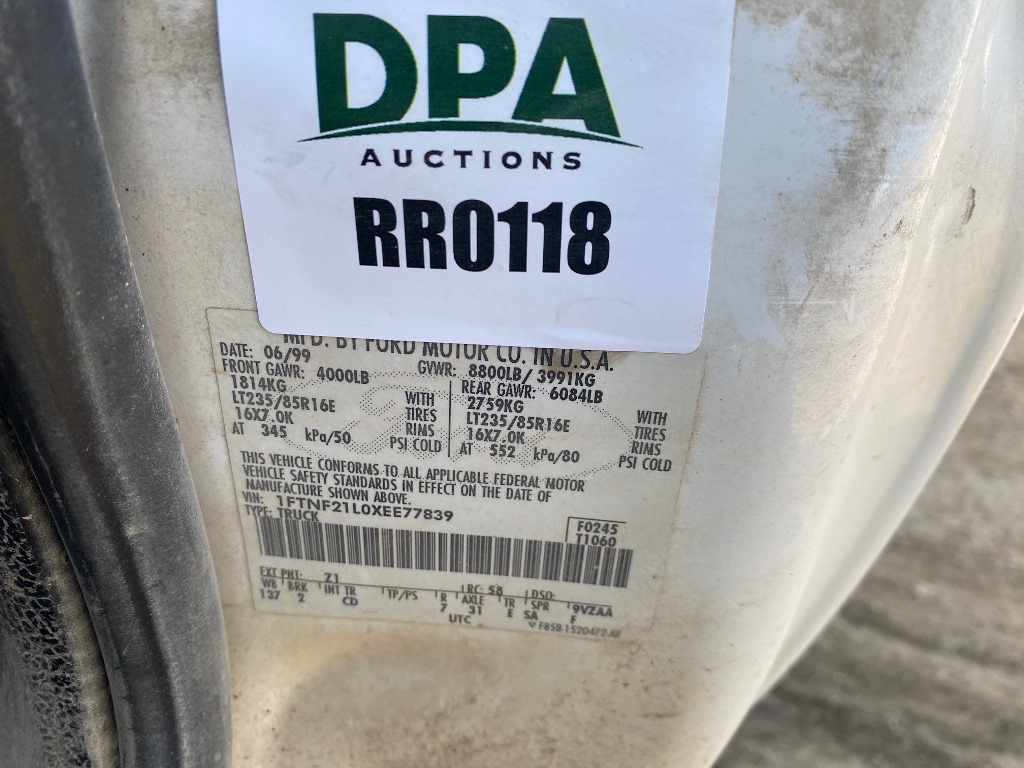 DPA
AUCTIONS
RR0118
MFD. BY FORD MOTOR CO. IN U.S.A.
DATE: 06/99 GVWR: 8800LB/ 3991KG
FRONT GAWR: 4000LB REAR GAWR: 6084LB
1814KG WITH 2759KG WITH
LT235/85R16E TIRES LT235/85R16E TIRES
16X7.0K RIMS 16X7.0K RIMS
AT 345 kPa/50 PSI COLD AT 552 kPa/80 PSI COLD
THIS VEHICLE CONFORMS TO ALL APPLICABLE FEDERAL MOTOR
VEHICLE SAFETY STANDARDS IN EFFECT ON THE DATE OF
MANUFACTURE SHOWN ABOVE.
VIN: 1FTNF21L0XEE77839 F0245
TYPE: TRUCK T1060
EXT PNT: Z1 RC: 58 DSO:
WB BRK INT TR TP/PS R AXLE TR SPR 9VZAA
137 2 CD 7 31 E SA F
UTC F85B-1520472-AB